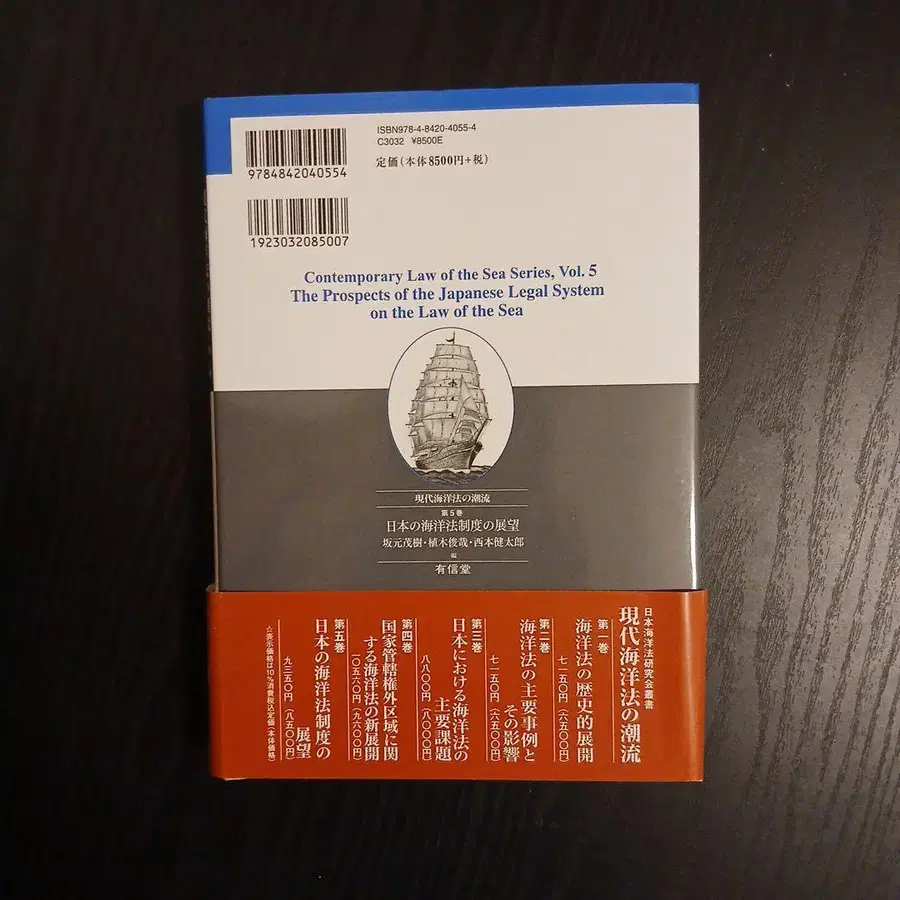 ISBN978-4-8420-4055-4
C3032 ¥8500E
定価(本体8500円+税)
9784842040554
1923032085007
Contemporary Law of the Sea Series, Vol. 5
The Prospects of the Japanese Legal System
on the Law of the Sea
現代海洋法の潮流
第5巻
日本の海洋法制度の展望
坂元茂樹・植木俊哉・西本健太郎
編
有信堂
日本海洋法研究会叢書
現代海洋法の潮流
第一巻
海洋法の歴史的展開
七一五〇円(六五〇〇円)
第二巻
海洋法の主要事例と
その影響
七一五〇円(六五〇〇円)
第三巻
日本における海洋法の
主要課題
八八〇〇円(八〇〇〇円)
第四巻
国家管轄権外区域に関
する海洋法の新展開
一〇五六〇円(九六〇〇円)
第五巻
日本の海洋法制度の
展望
九三五〇円(八五〇〇円)
☆表示価格は10%消費税込定価(本体価格)